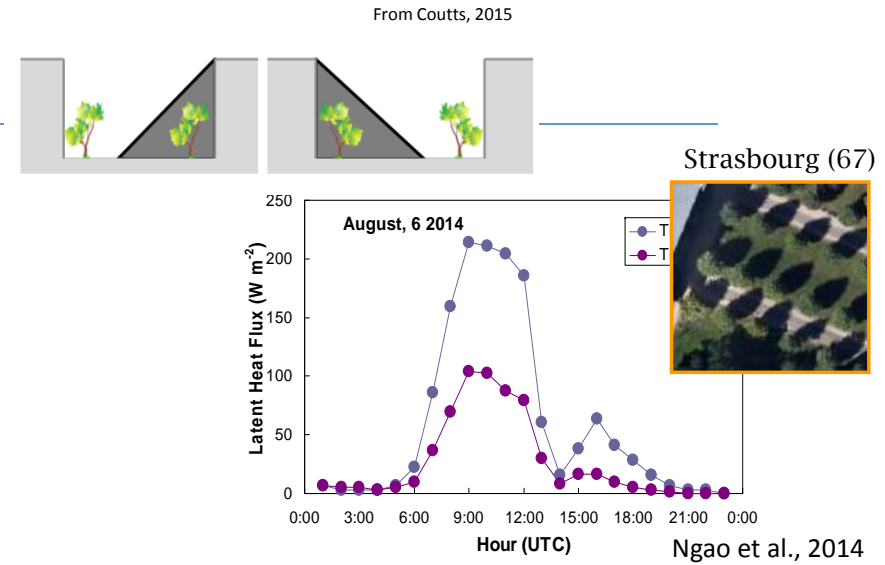 From Coutts, 2015
Strasbourg (67)
August, 6 2014
T
T
Latent Heat Flux (W m-2)
250
200
150
100
50
0
0:00 3:00 6:00 9:00 12:00 15:00 18:00 21:00 0:00
Hour (UTC)
Ngao et al., 2014